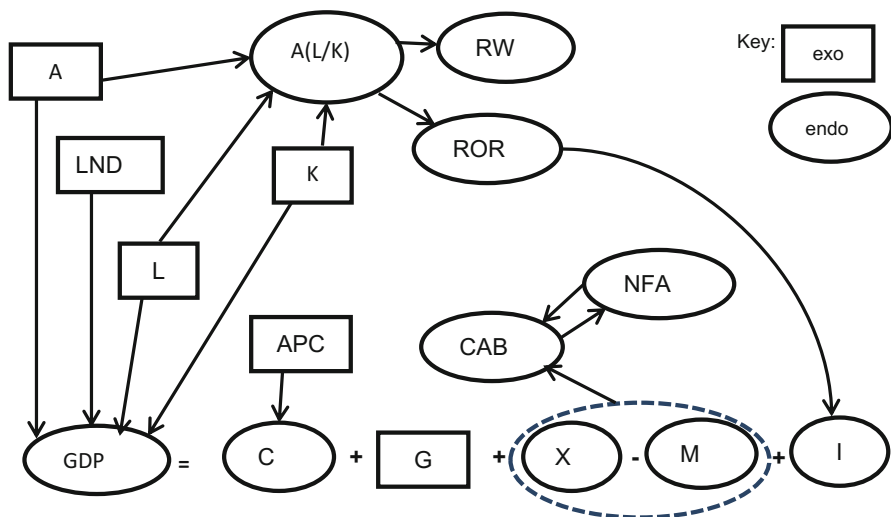 A
A(L/K)
RW
Key:
exo
endo
LND
K
ROR
L
NFA
APC
CAB
GDP = C + G + X - M + I